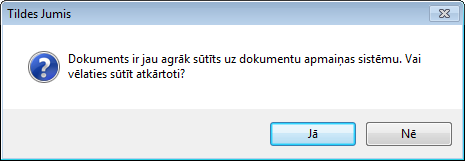 Tildes Jumis
Dokuments ir jau agrāk sūtīts uz dokumentu apmaiņas sistēmu. Vai
vēlaties sūtīt atkārtoti?
Jā
Nē